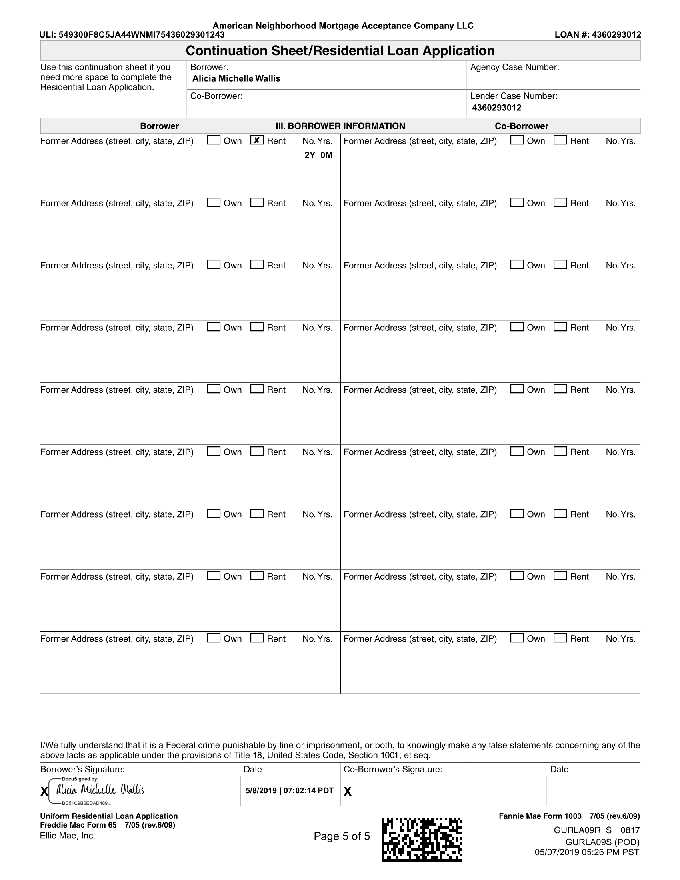 American Neighborhood Mortgage Acceptance Company LLC
ULI: 549300F8C5JA44WNMI75436029301243 LOAN #: 4360293012
Continuation Sheet/Residential Loan Application
Use this continuation sheet if you
need more space to complete the
Residential Loan Application.
Borrower:
Alicia Michelle Wallis
Agency Case Number:
Co-Borrower:
Lender Case Number:
4360293012
Borrower III. BORROWER INFORMATION Co-Borrower
Former Address (street, city, state, ZIP) Own X Rent No. Yrs. Former Address (street, city, state, ZIP) Own Rent No. Yrs.
2Y 0M
Former Address (street, city, state, ZIP) Own Rent No. Yrs. Former Address (street, city, state, ZIP) Own Rent No. Yrs.
Former Address (street, city, state, ZIP) Own Rent No. Yrs. Former Address (street, city, state, ZIP) Own Rent No. Yrs.
Former Address (street, city, state, ZIP) Own Rent No. Yrs. Former Address (street, city, state, ZIP) Own Rent No. Yrs.
Former Address (street, city, state, ZIP) Own Rent No. Yrs. Former Address (street, city, state, ZIP) Own Rent No. Yrs.
Former Address (street, city, state, ZIP) Own Rent No. Yrs. Former Address (street, city, state, ZIP) Own Rent No. Yrs.
Former Address (street, city, state, ZIP) Own Rent No. Yrs. Former Address (street, city, state, ZIP) Own Rent No. Yrs.
Former Address (street, city, state, ZIP) Own Rent No. Yrs. Former Address (street, city, state, ZIP) Own Rent No. Yrs.
Former Address (street, city, state, ZIP) Own Rent No. Yrs. Former Address (street, city, state, ZIP) Own Rent No. Yrs.
I/We fully understand that it is a Federal crime punishable by fine or imprisonment, or both, to knowingly make any false statements concerning any of the
above facts as applicable under the provisions of Title 18, United States Code, Section 1001, et seq.
Borrower's Signature: Date Co-Borrower's Signature: Date
DocuSigned by:
X Alicia Michelle Wallis 5/8/2019 | 07:02:14 PDT X
Uniform Residential Loan Application
Freddie Mac Form 65 7/05 (rev.6/09)
Ellie Mae, Inc.
Page 5 of 5
Fannie Mae Form 1003 7/05 (rev.6/09)
GURLA09R_S 0617
GURLA09S (POD)
05/07/2019 05:26 PM PST